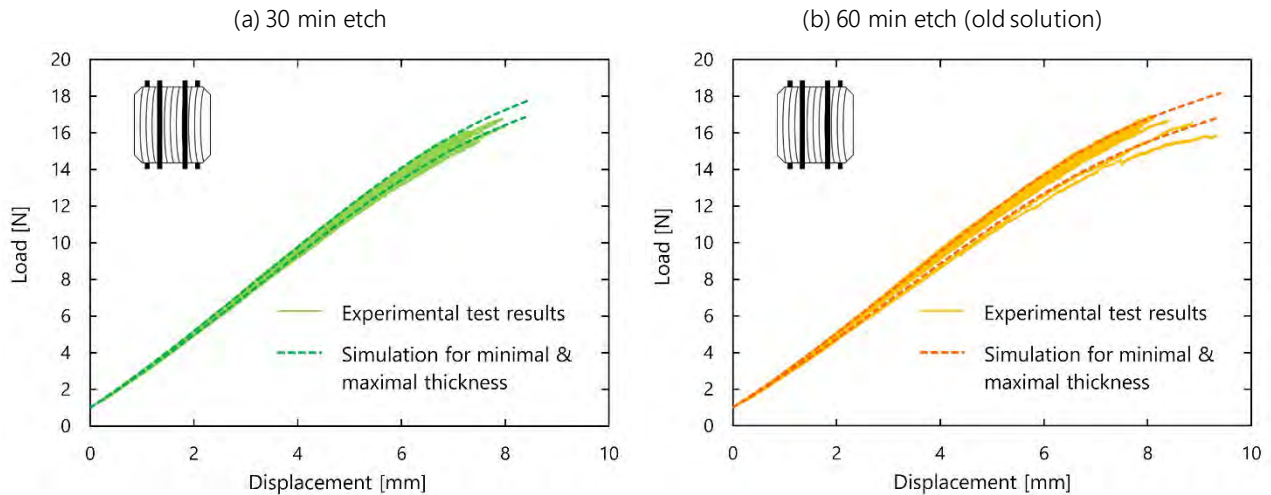 (a) 30 min etch
20
18
16
14
12
10
8
6
4
2
0
Load [N]
Experimental test results
Simulation for minimal &
maximal thickness
0 2 4 6 8 10
Displacement [mm]
(b) 60 min etch (old solution)
20
18
16
14
12
10
8
6
4
2
0
Load [N]
Experimental test results
Simulation for minimal &
maximal thickness
0 2 4 6 8 10
Displacement [mm]